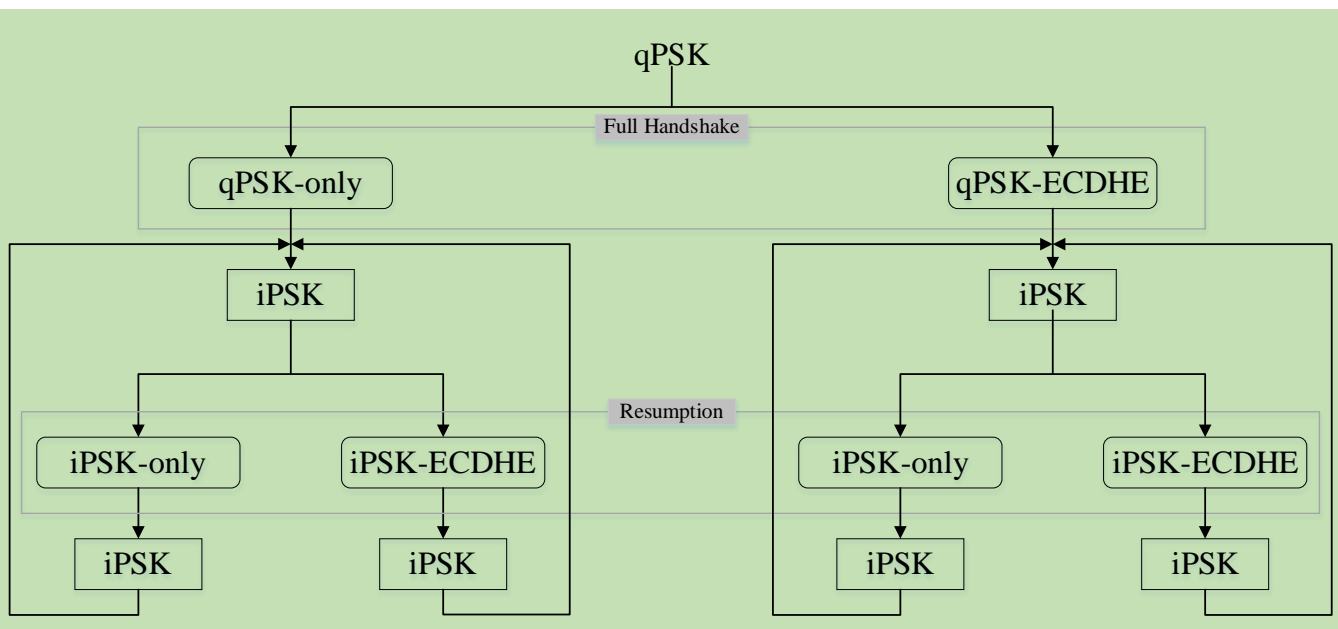 qPSK
Full Handshake
qPSK-only
qPSK-ECDHE
iPSK
iPSK
Resumption
iPSK-only
iPSK-ECDHE
iPSK-only
iPSK-ECDHE
iPSK
iPSK
iPSK
iPSK